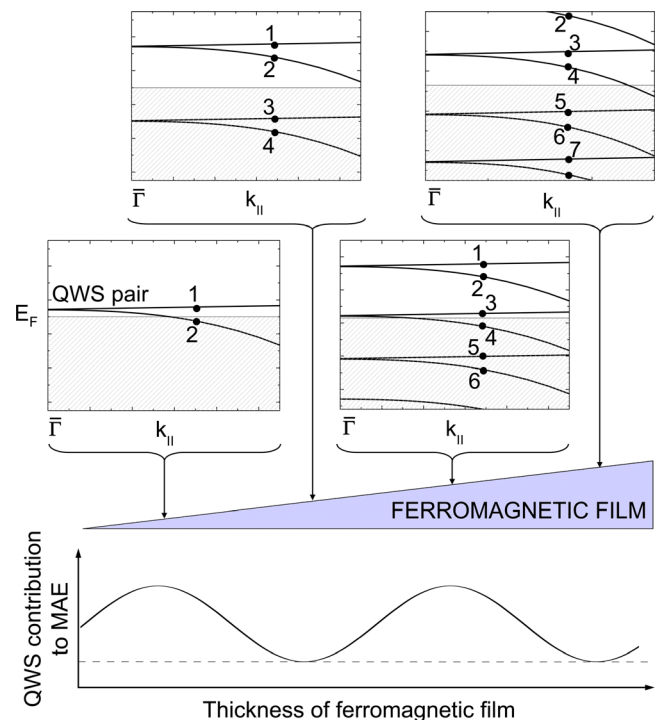 1
2
3
4
Γ̅
k||
2
3
4
5
6
7
Γ̅
k||
QWS pair
1
2
EF
Γ̅
k||
1
2
3
4
5
6
Γ̅
k||
FERROMAGNETIC FILM
QWS contribution
to MAE
Thickness of ferromagnetic film